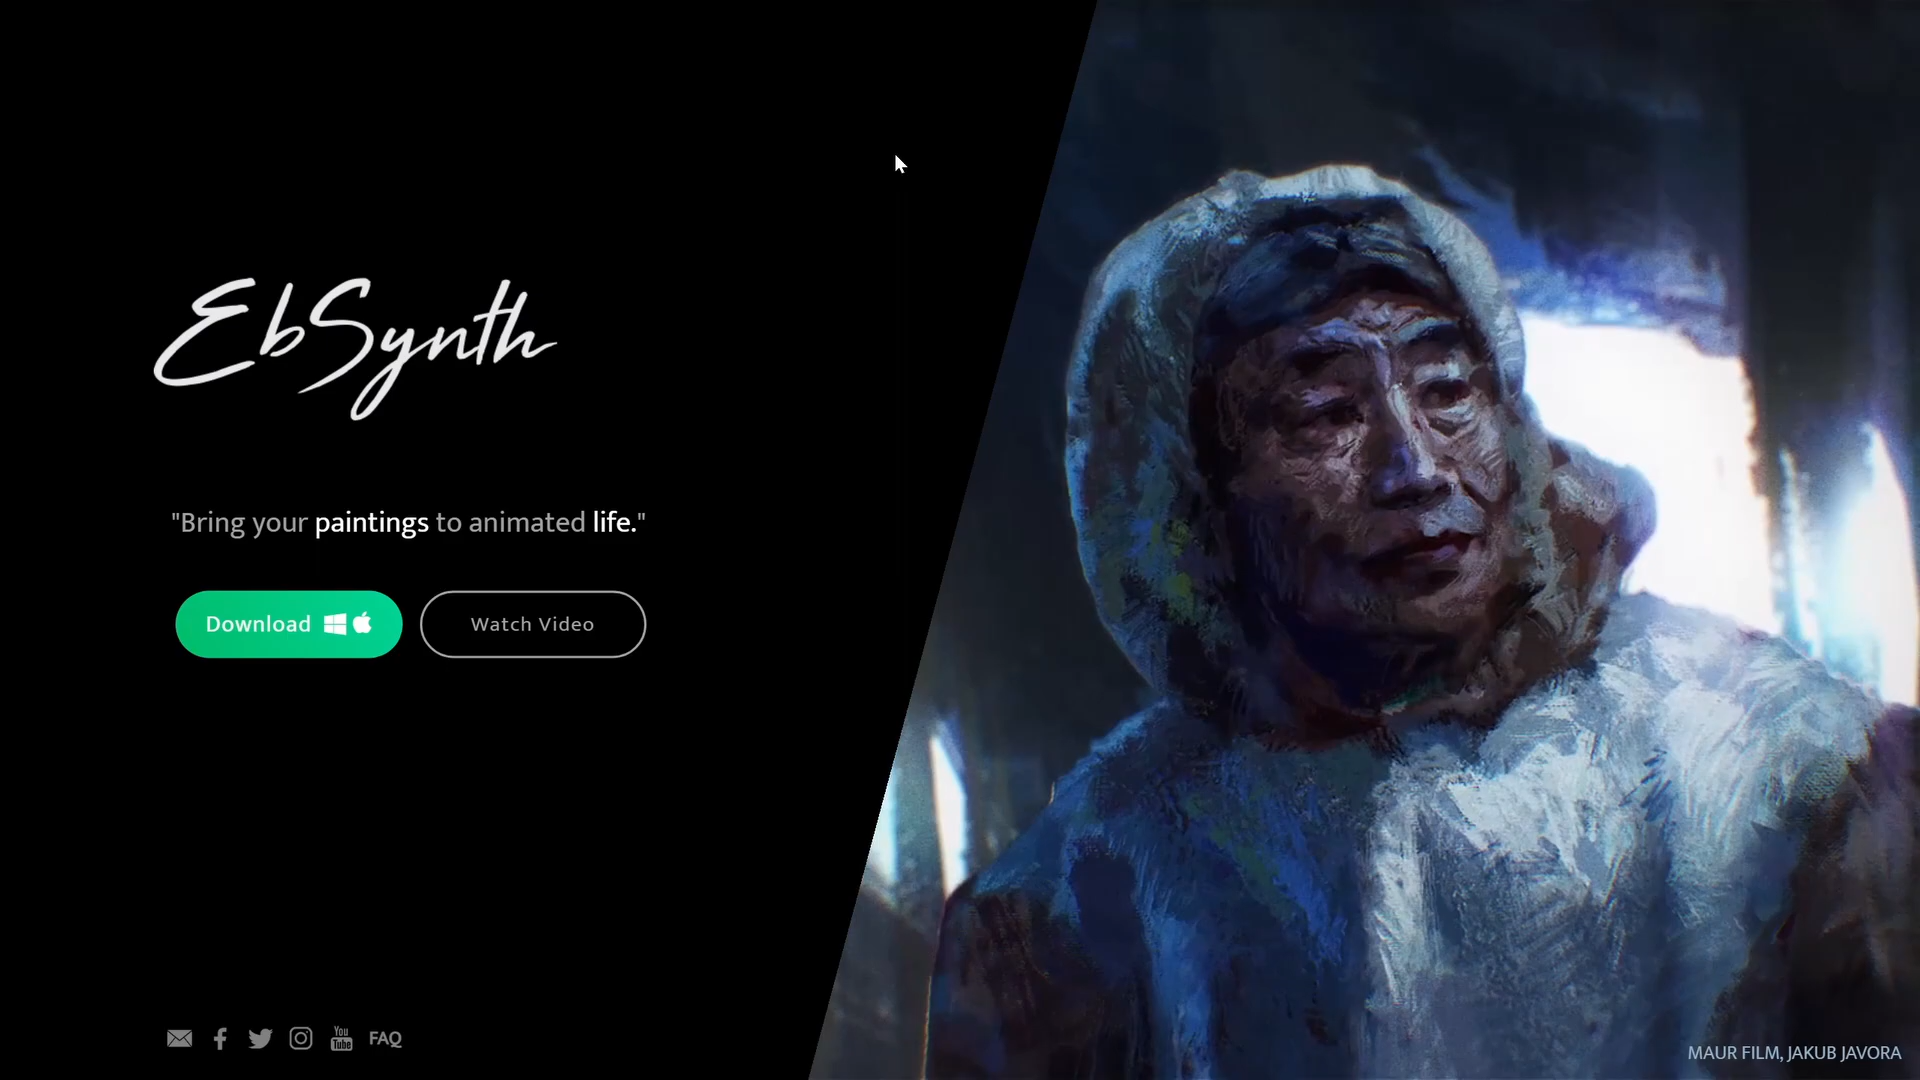 EbSynth
"Bring your paintings to animated life."
Download
Watch Video
You
Tube
FAQ
MAUR FILM, JAKUB JAVORA